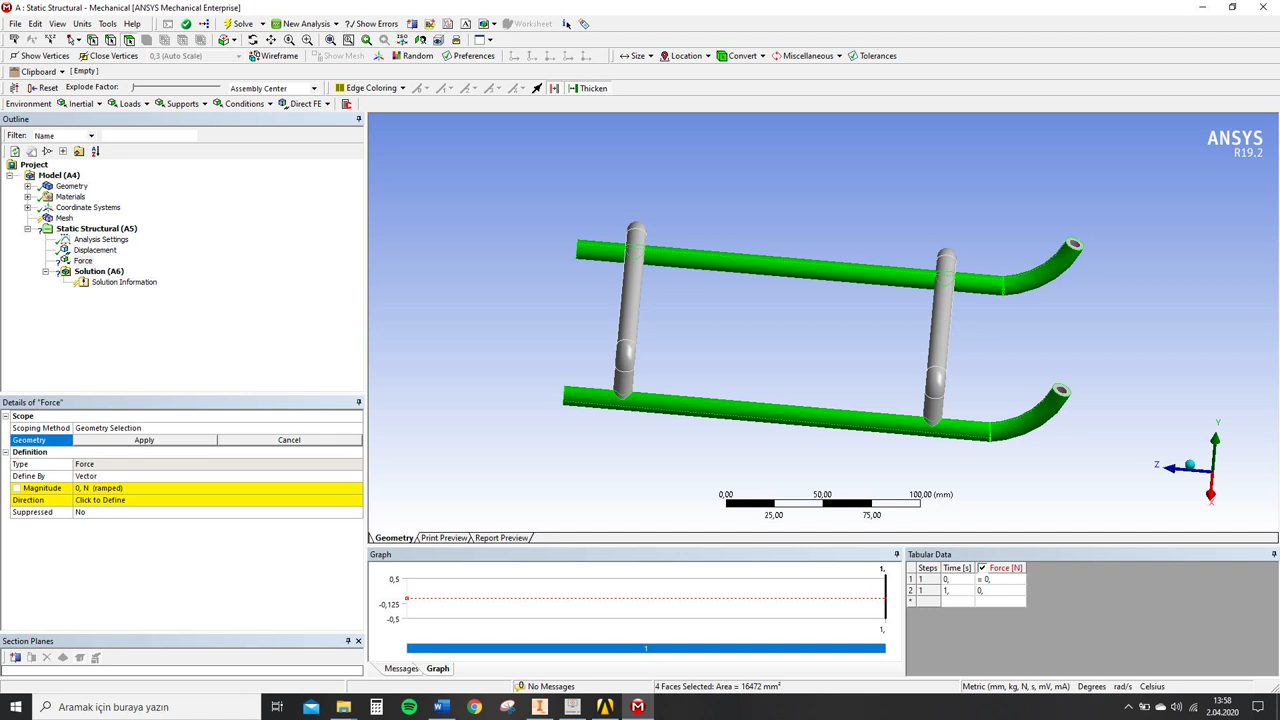 A : Static Structural - Mechanical [ANSYS Mechanical Enterprise]
File Edit View Units Tools Help Solve New Analysis Show Errors Worksheet
Show Vertices Close Vertices 0,3 (Auto Scale) Wireframe Show Mesh Random Preferences Size Location Convert Miscellaneous Tolerances
Clipboard [ Empty ]
Reset Explode Factor: Assembly Center Edge Coloring Thicken
Environment Inertial Loads Supports Conditions Direct FE
Outline
Filter: Name
Project
Model (A4)
Geometry
Materials
Coordinate Systems
Mesh
Static Structural (A5)
Analysis Settings
Displacement
Force
Solution (A6)
Solution Information
ANSYS
R19.2
Details of "Force"
Scope
Scoping Method Geometry Selection
Geometry Apply Cancel
Definition
Type Force
Define By Vector
Magnitude 0, N (ramped)
Direction Click to Define
Suppressed No
Y
Z
X
0,00 50,00 100,00 (mm)
25,00 75,00
Geometry Print Preview Report Preview
Graph
1,
0,5
-0,125
-0,5
1,
1
Messages Graph
Tabular Data
Steps Time [s] Force [N]
1 1 0, = 0,
2 1 1, 0,
*
Section Planes
No Messages 4 Faces Selected: Area = 16472 mm² Metric (mm, kg, N, s, mV, mA) Degrees rad/s Celsius
Aramak için buraya yazın
13:58
2.04.2020